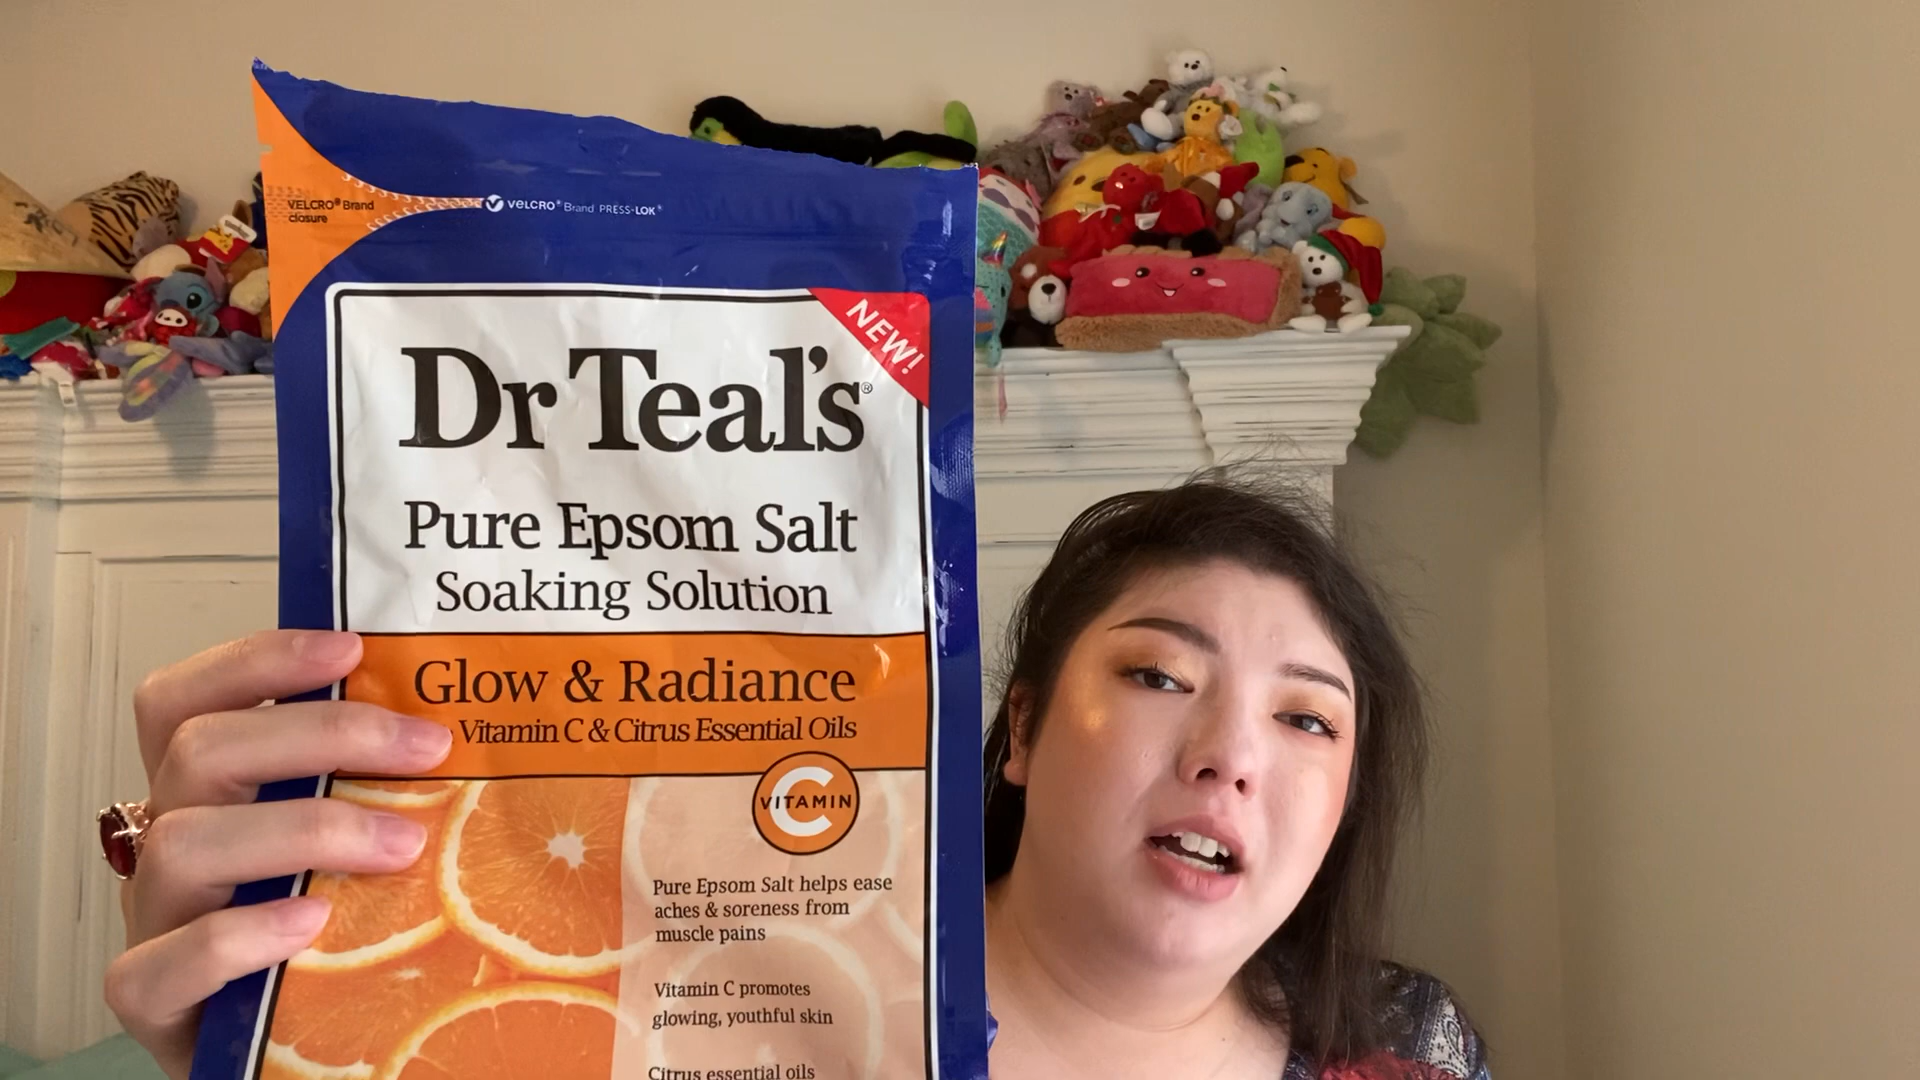 VELCRO® Brand
closure
VELCRO® Brand PRESS-LOK®
NEW!
Dr Teal's®
Pure Epsom Salt
Soaking Solution
Glow & Radiance
Vitamin C & Citrus Essential Oils
C
VITAMIN
Pure Epsom Salt helps ease
aches & soreness from
muscle pains
Vitamin C promotes
glowing, youthful skin
Citrus essential oils